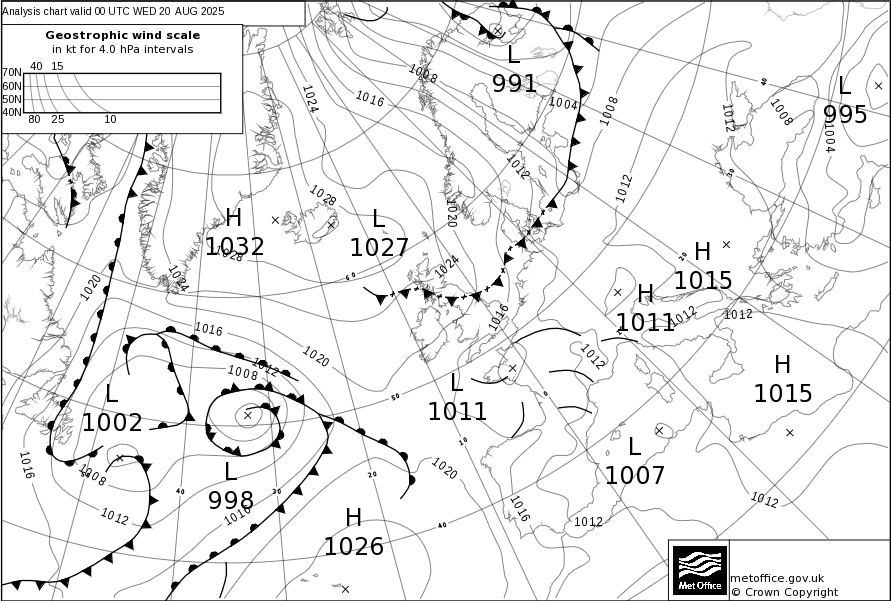 Analysis chart valid 00 UTC WED 20 AUG 2025
Geostrophic wind scale
in kt for 4.0 hPa intervals
40 15
70N
60N
50N
40N
80 25 10
1008
1016
1024
L
991
1004
1008
1012
1008
L
995
1004
1012
1012
1028
1020
H
1032
1028
1024
L
1027
60
1024
1020
1016
H
1015
H
1011
1012
1012
1016
1020
1012
1008
1012
H
1015
L
1002
L
1011
50
0
10
L
1007
1016
1008
L
998
40
30
20
1020
1012
1016
H
1026
40
1016
1012
1012
Met Office
metoffice.gov.uk
© Crown Copyright